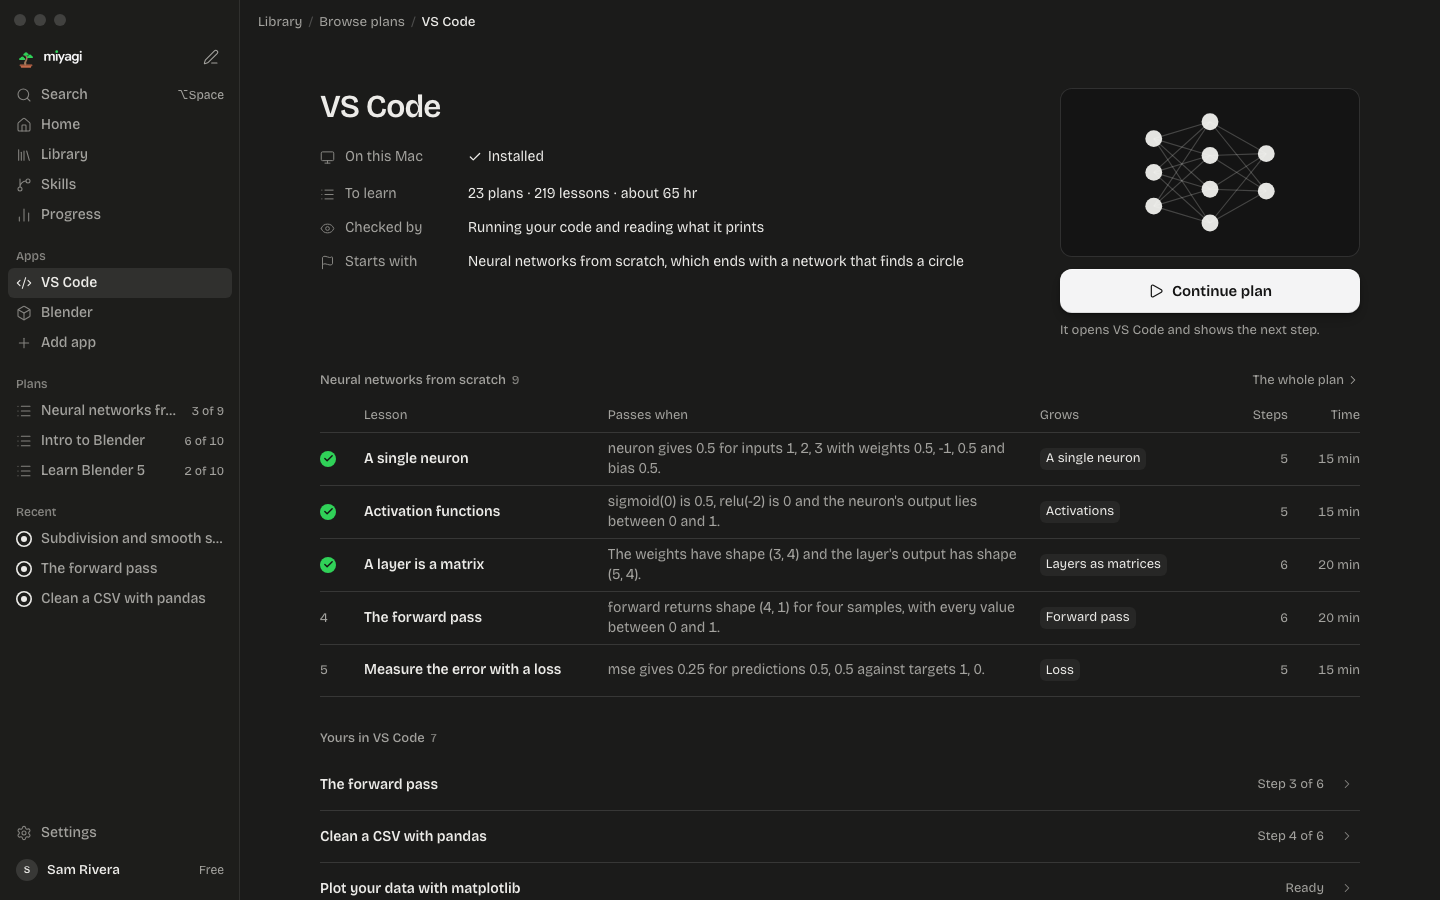 Library / Browse plans / VS Code
miyagi
Search ⌥Space
Home
Library
Skills
Progress
Apps
VS Code
Blender
Add app
Plans
Neural networks fr... 3 of 9
Intro to Blender 6 of 10
Learn Blender 5 2 of 10
Recent
Subdivision and smooth s...
The forward pass
Clean a CSV with pandas
Settings
S Sam Rivera Free
VS Code
On this Mac Installed
To learn 23 plans · 219 lessons · about 65 hr
Checked by Running your code and reading what it prints
Starts with Neural networks from scratch, which ends with a network that finds a circle
Continue plan
It opens VS Code and shows the next step.
Neural networks from scratch 9 The whole plan
Lesson Passes when Grows Steps Time
A single neuron neuron gives 0.5 for inputs 1, 2, 3 with weights 0.5, -1, 0.5 and A single neuron 5 15 min
bias 0.5.
Activation functions sigmoid(0) is 0.5, relu(-2) is 0 and the neuron's output lies Activations 5 15 min
between 0 and 1.
A layer is a matrix The weights have shape (3, 4) and the layer's output has shape Layers as matrices 6 20 min
(5, 4).
4 The forward pass forward returns shape (4, 1) for four samples, with every value Forward pass 6 20 min
between 0 and 1.
5 Measure the error with a loss mse gives 0.25 for predictions 0.5, 0.5 against targets 1, 0. Loss 5 15 min
Yours in VS Code 7
The forward pass Step 3 of 6
Clean a CSV with pandas Step 4 of 6
Plot your data with matplotlib Ready